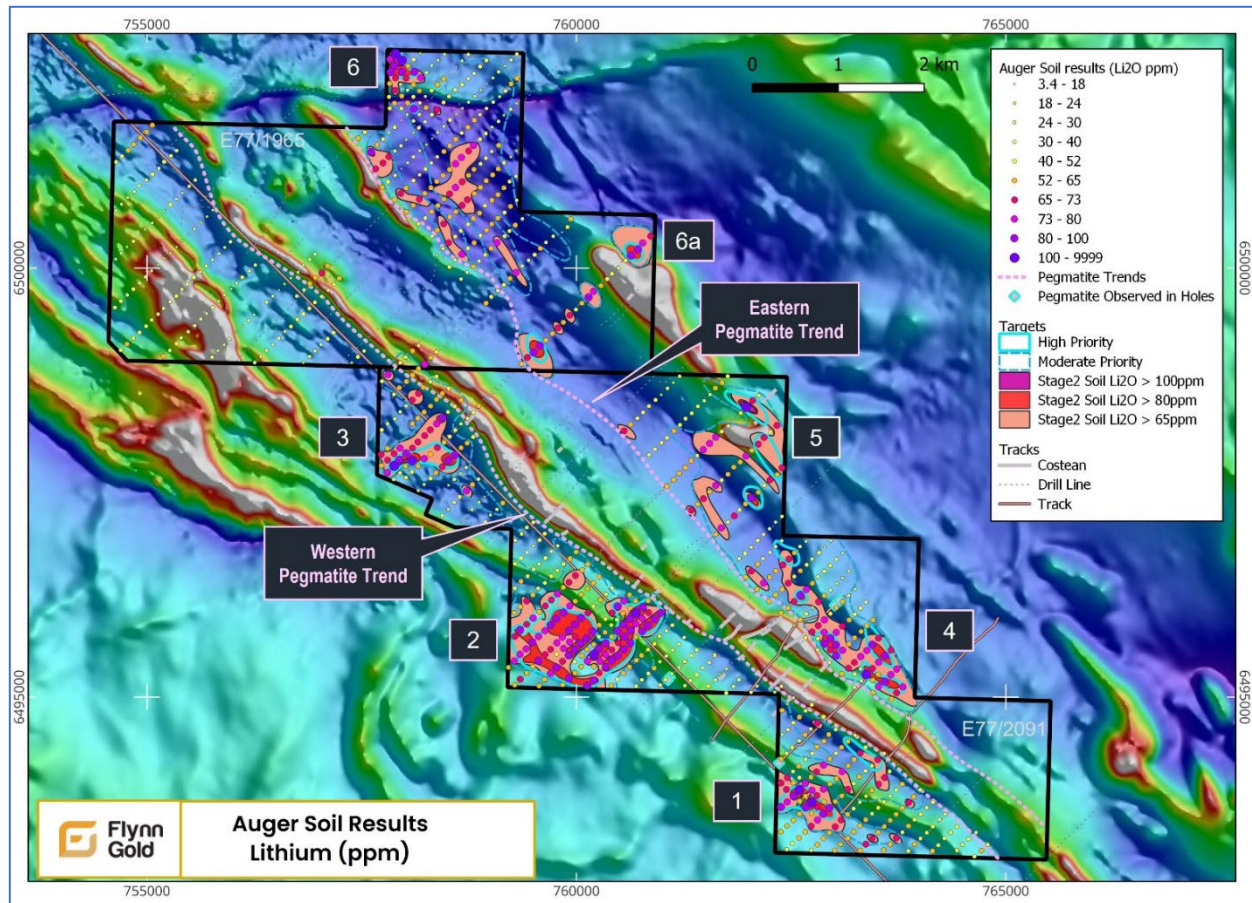 755000
760000
765000
6
0
1
2 km
E77/1965
6a
6500000
6500000
Eastern
Pegmatite Trend
3
5
Western
Pegmatite Trend
2
4
6495000
6495000
E77/2091
1
Auger Soil results (Li2O ppm)
3.4 - 18
18 - 24
24 - 30
30 - 40
40 - 52
52 - 65
65 - 73
73 - 80
80 - 100
100 - 9999
Pegmatite Trends
Pegmatite Observed in Holes
Targets
High Priority
Moderate Priority
Stage2 Soil Li2O > 100ppm
Stage2 Soil Li2O > 80ppm
Stage2 Soil Li2O > 65ppm
Tracks
Costean
Drill Line
Track
Flynn
Gold
Auger Soil Results
Lithium (ppm)
755000
760000
765000